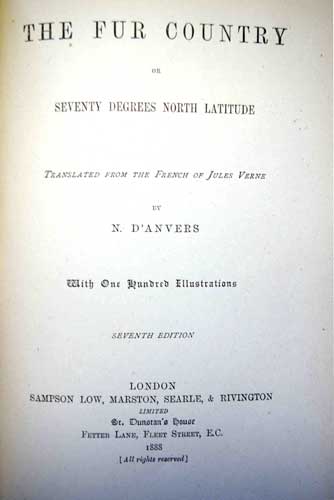 THE FUR COUNTRY
OR
SEVENTY DEGREES NORTH LATITUDE
TRANSLATED FROM THE FRENCH OF JULES VERNE
BY
N. D'ANVERS
With One Hundred Illustrations
SEVENTH EDITION
LONDON
SAMPSON LOW, MARSTON, SEARLE, & RIVINGTON
LIMITED
St. Dunstan's House
FETTER LANE, FLEET STREET, E.C.
1888
[All rights reserved]